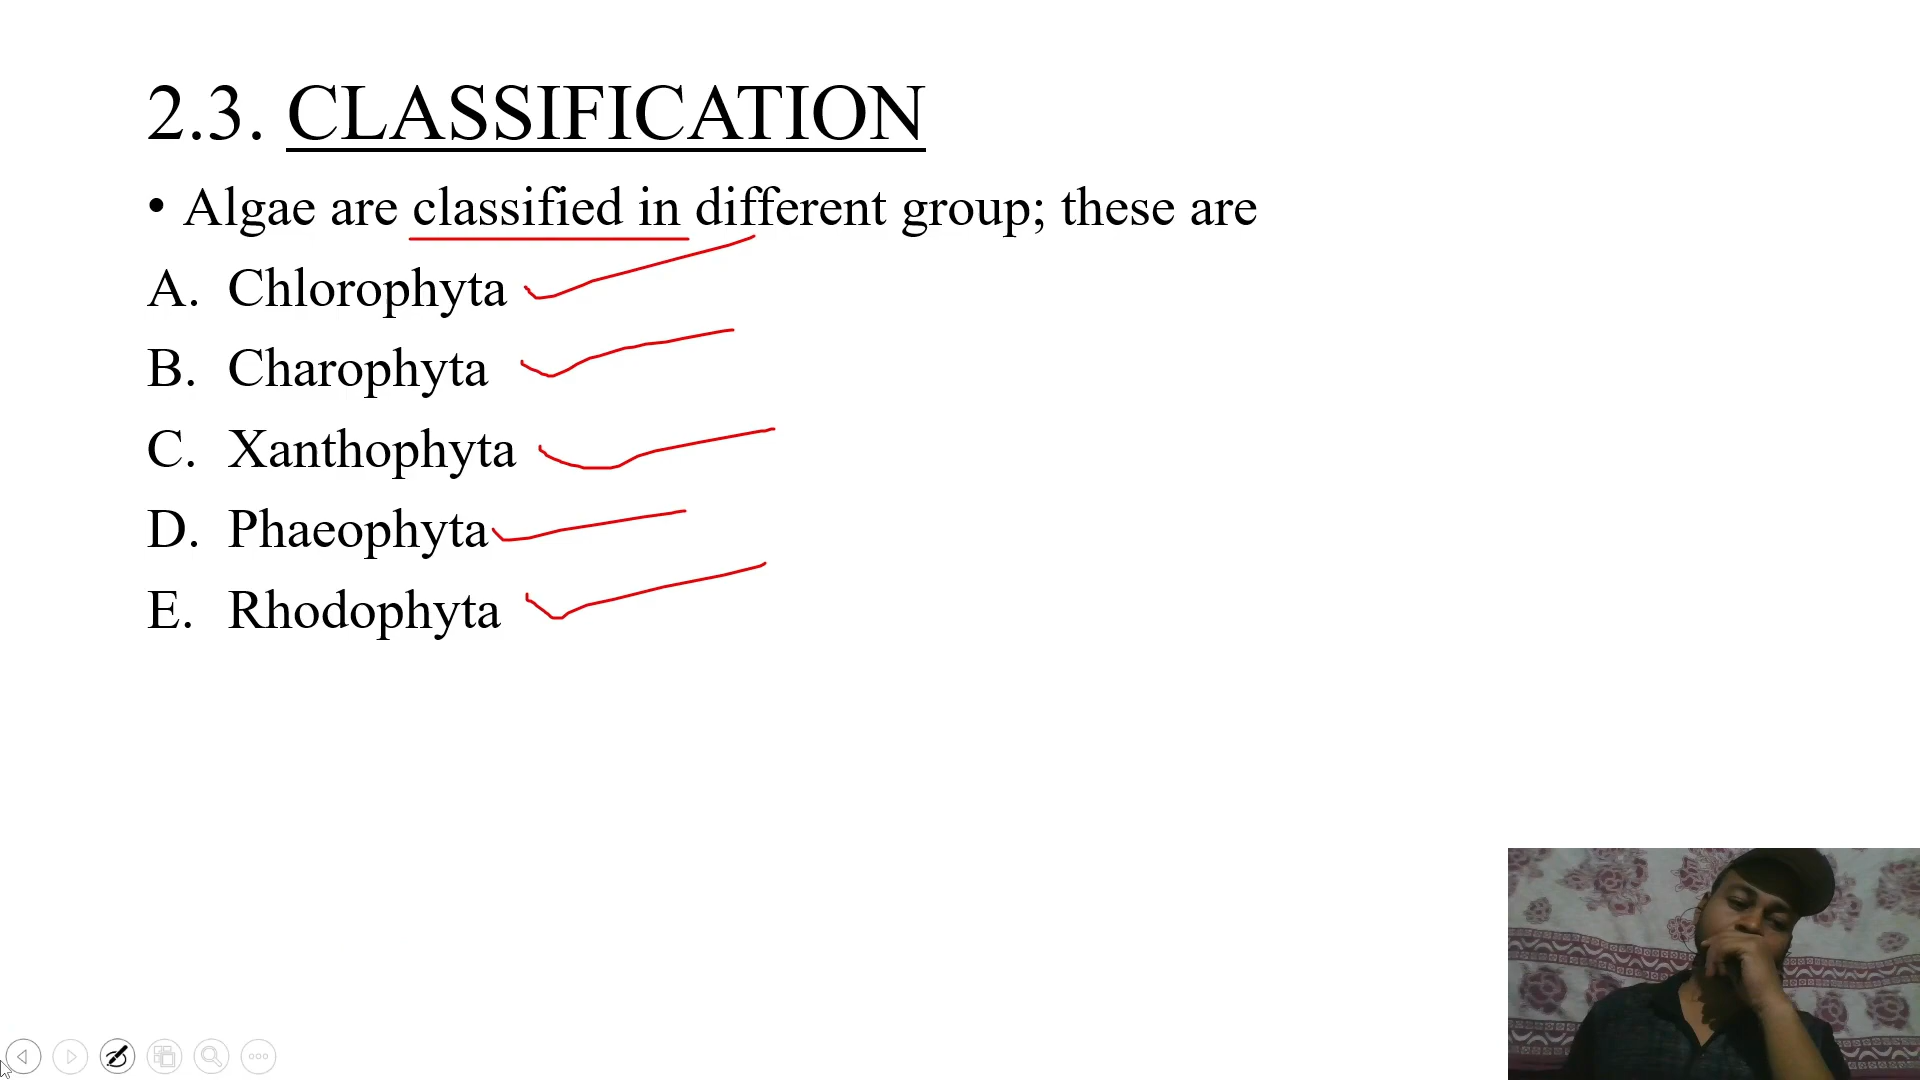 2.3. CLASSIFICATION
• Algae are classified in different group; these are
A. Chlorophyta
B. Charophyta
C. Xanthophyta
D. Phaeophyta
E. Rhodophyta